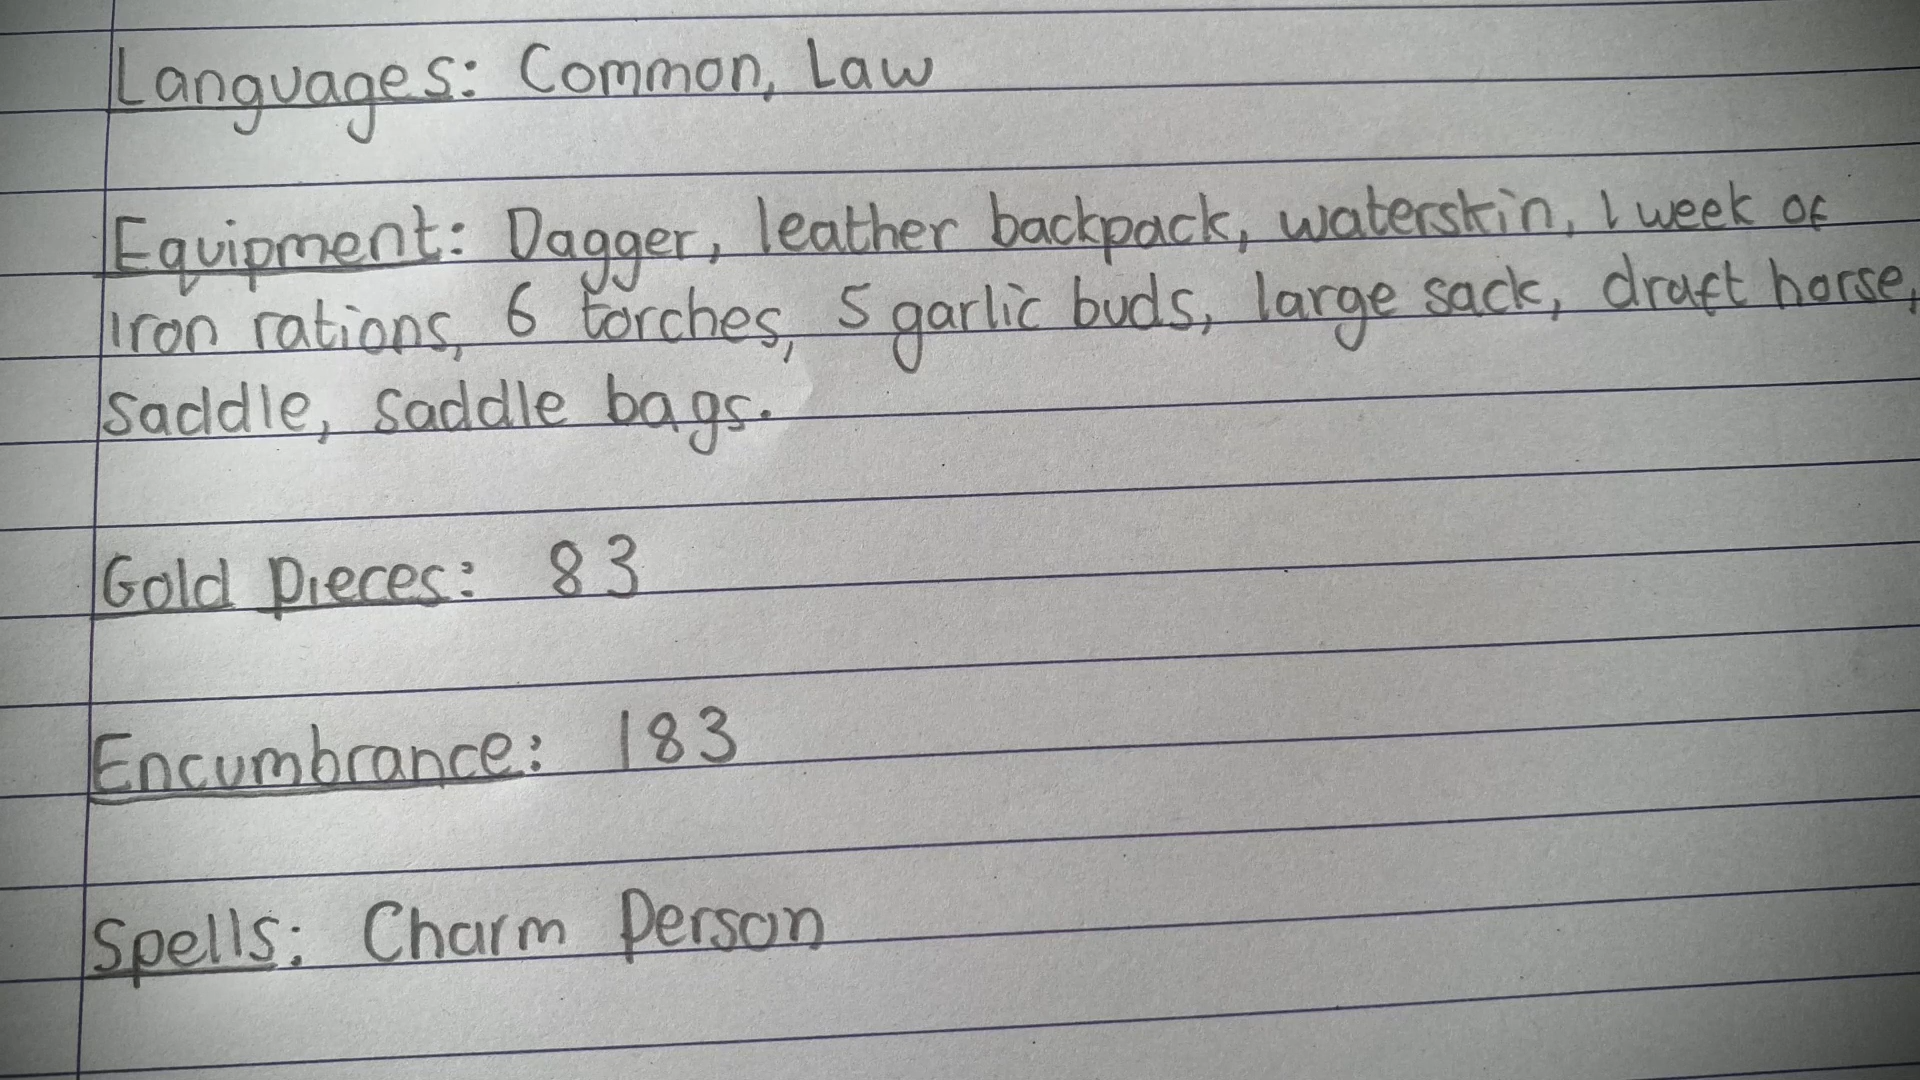 Languages: Common, Law
Equipment: Dagger, leather backpack, waterskin, 1 week of
iron rations, 6 torches, 5 garlic buds, large sack, draft horse,
saddle, saddle bags.
Gold Pieces: 83
Encumbrance: 183
Spells: Charm Person